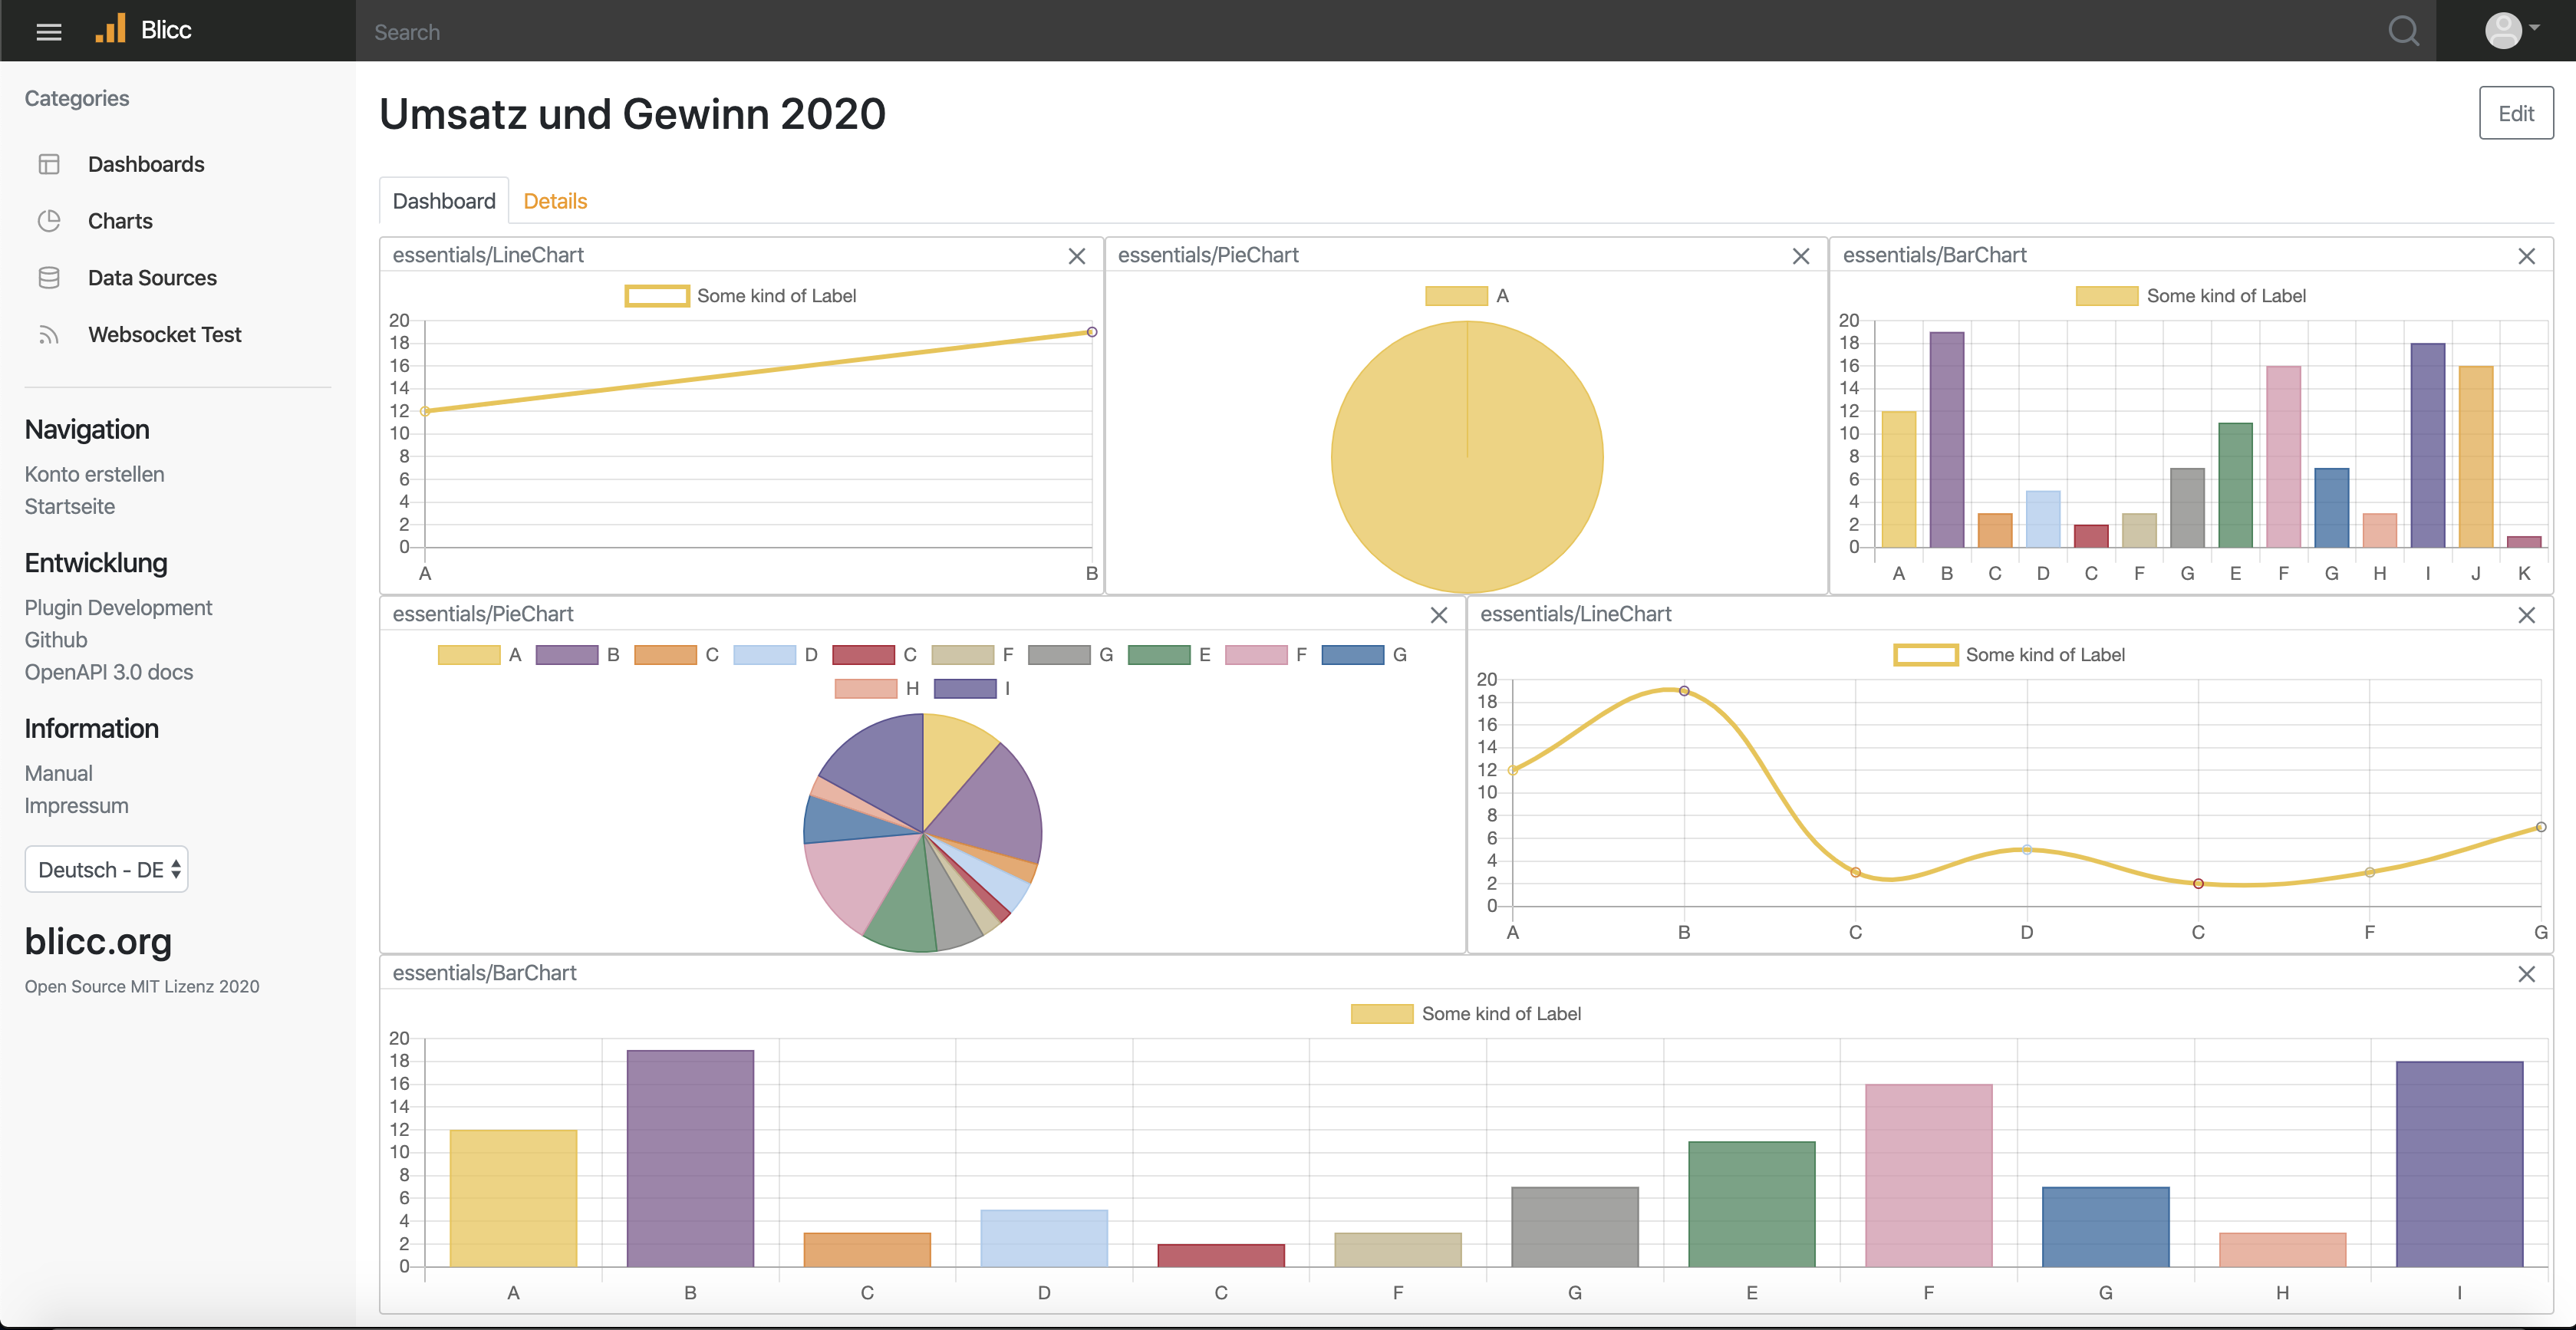 Blicc
Search
Categories
Dashboards
Charts
Data Sources
Websocket Test
Navigation
Konto erstellen
Startseite
Entwicklung
Plugin Development
Github
OpenAPI 3.0 docs
Information
Manual
Impressum
Deutsch - DE
blicc.org
Open Source MIT Lizenz 2020
Umsatz und Gewinn 2020
Edit
Dashboard Details
essentials/LineChart
Some kind of Label
20
18
16
14
12
10
8
6
4
2
0
A B
essentials/PieChart
A
essentials/BarChart
Some kind of Label
20
18
16
14
12
10
8
6
4
2
0
A B C D C F G E F G H I J K
essentials/PieChart
A B C D C F G E F G
H I
essentials/LineChart
Some kind of Label
20
18
16
14
12
10
8
6
4
2
0
A B C D C F G
essentials/BarChart
Some kind of Label
20
18
16
14
12
10
8
6
4
2
0
A B C D C F G E F G H I